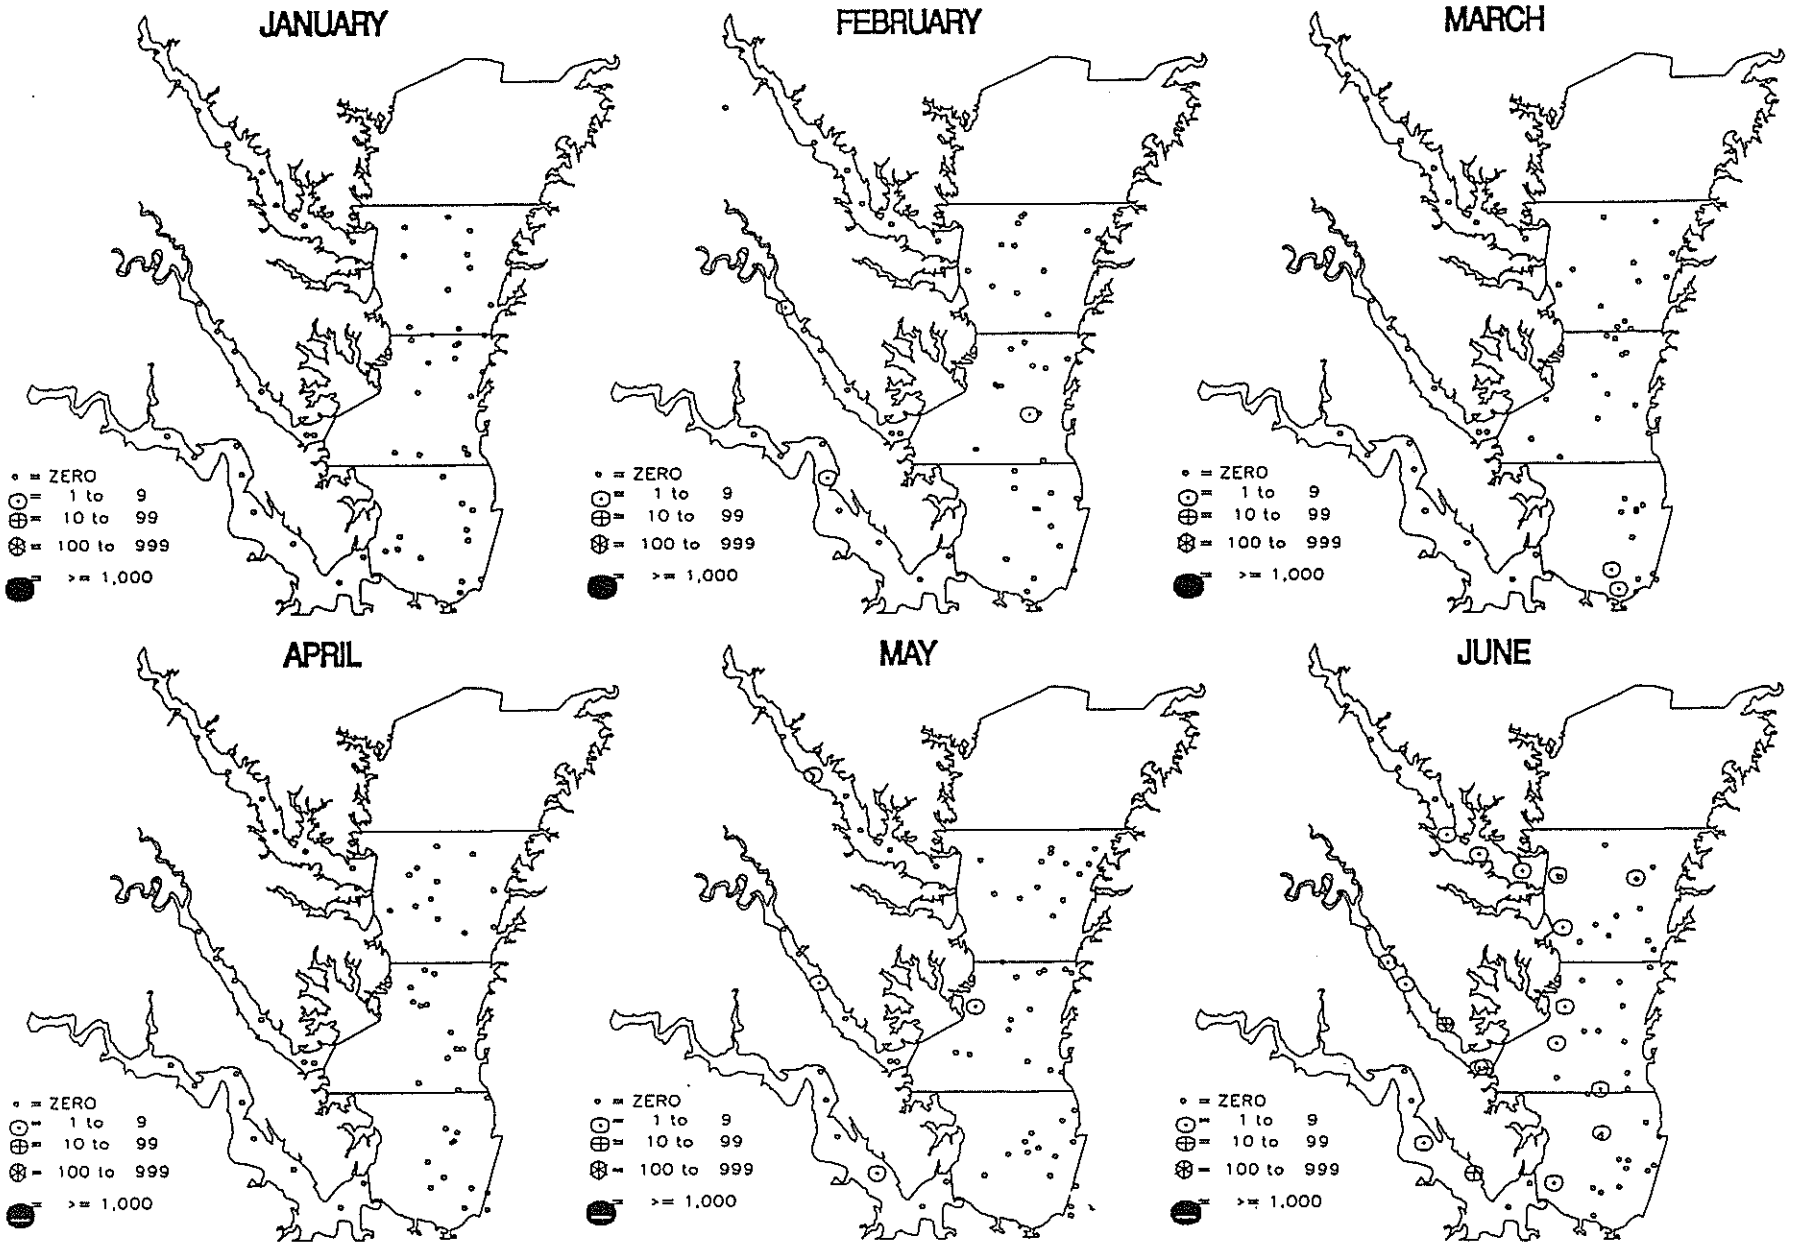 JANUARY
FEBRUARY
MARCH
∘ = ZERO
= 1 to 9
= 10 to 99
= 100 to 999
= >= 1,000
∘ = ZERO
= 1 to 9
= 10 to 99
= 100 to 999
= >= 1,000
∘ = ZERO
= 1 to 9
= 10 to 99
= 100 to 999
= >= 1,000
APRIL
MAY
JUNE
∘ = ZERO
= 1 to 9
= 10 to 99
= 100 to 999
= >= 1,000
∘ = ZERO
= 1 to 9
= 10 to 99
= 100 to 999
= >= 1,000
∘ = ZERO
= 1 to 9
= 10 to 99
= 100 to 999
= >= 1,000